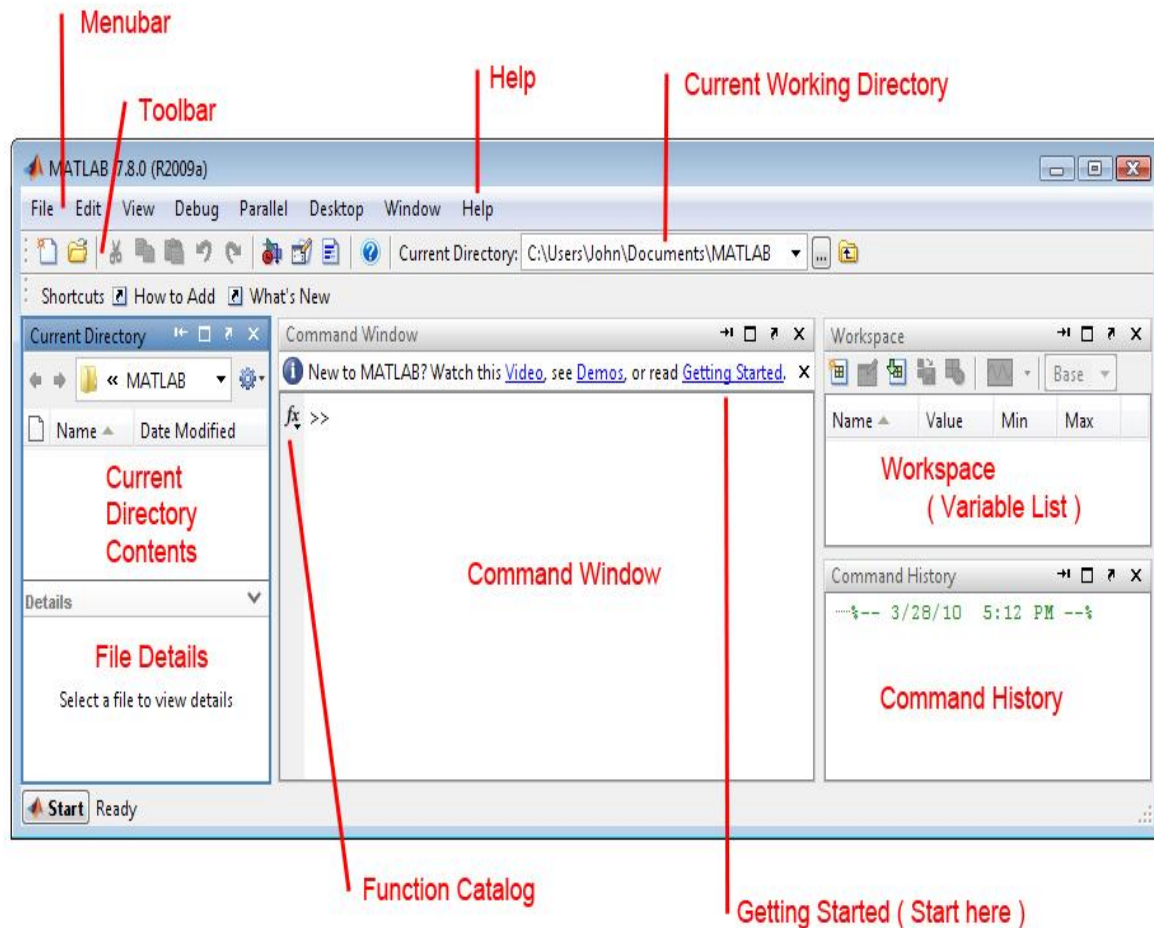 Menubar
Help
Current Working Directory
Toolbar
MATLAB 7.8.0 (R2009a)
File Edit View Debug Parallel Desktop Window Help
Current Directory: C:\Users\John\Documents\MATLAB ...
Shortcuts How to Add What's New
Current Directory
Command Window
Workspace
« MATLAB
New to MATLAB? Watch this Video, see Demos, or read Getting Started.
Base
Name Date Modified
fx >>
Name Value Min Max
Current
Directory
Contents
Workspace
( Variable List )
Command Window
Command History
Details
%-- 3/28/10 5:12 PM --%
File Details
Select a file to view details
Command History
Start Ready
Function Catalog
Getting Started ( Start here )